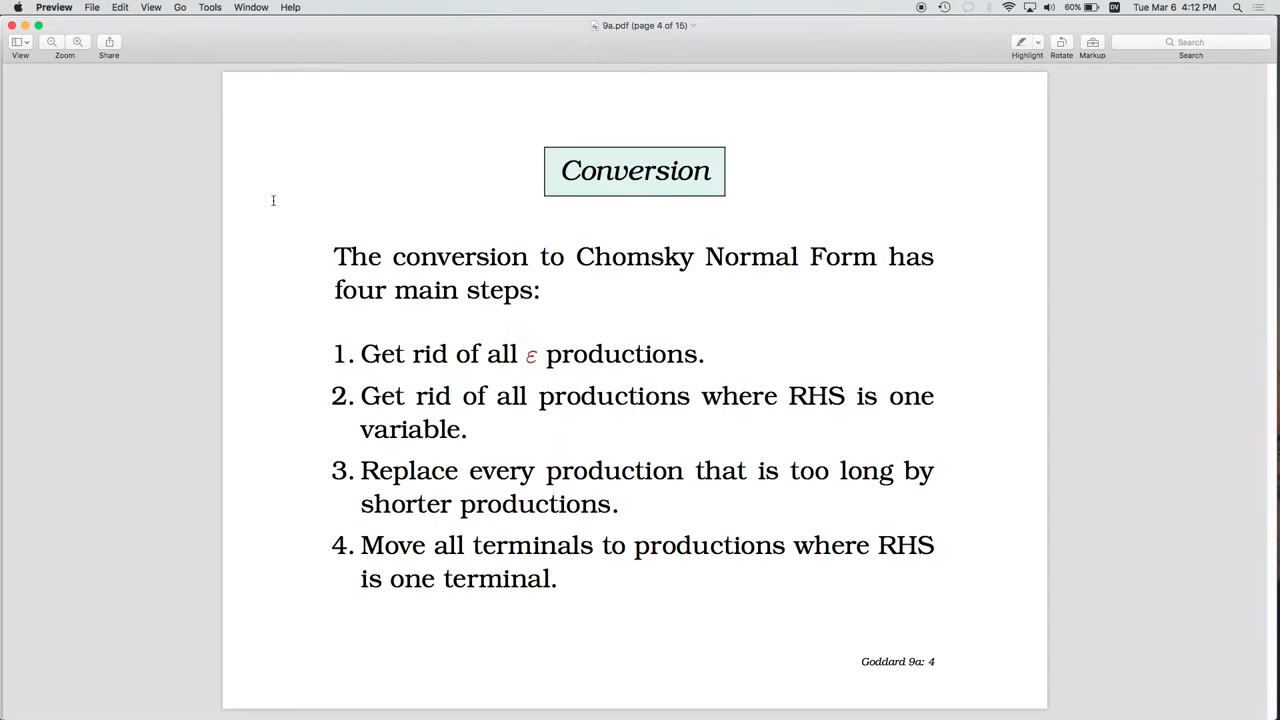 Preview File Edit View Go Tools Window Help 60% DV Tue Mar 6 4:12 PM
9a.pdf (page 4 of 15)
View Zoom Share Highlight Rotate Markup Search
Search
Conversion
The conversion to Chomsky Normal Form has
four main steps:
1. Get rid of all ε productions.
2. Get rid of all productions where RHS is one
variable.
3. Replace every production that is too long by
shorter productions.
4. Move all terminals to productions where RHS
is one terminal.
Goddard 9a: 4